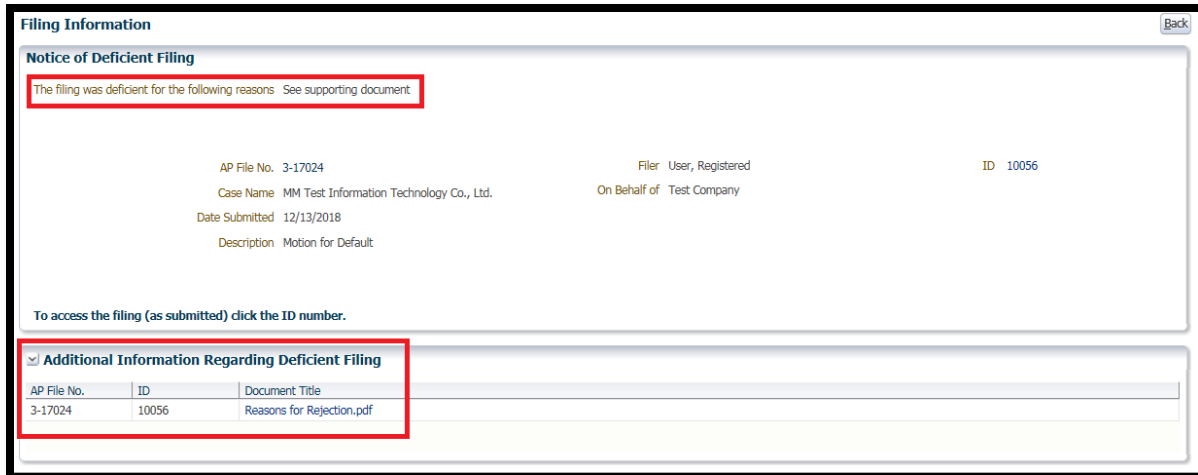 Filing Information Back
Notice of Deficient Filing
The filing was deficient for the following reasons See supporting document
AP File No. 3-17024 Filer User, Registered ID 10056
Case Name MM Test Information Technology Co., Ltd. On Behalf of Test Company
Date Submitted 12/13/2018
Description Motion for Default
To access the filing (as submitted) click the ID number.
Additional Information Regarding Deficient Filing
AP File No. ID Document Title
3-17024 10056 Reasons for Rejection.pdf